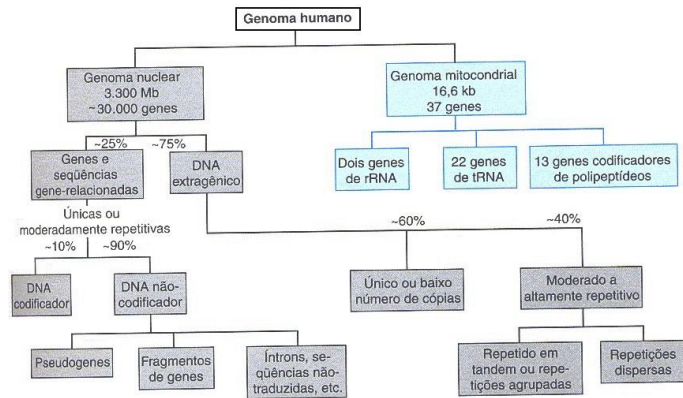 Genoma humano
Genoma nuclear
3.300 Mb
~30.000 genes
Genoma mitocondrial
16,6 kb
37 genes
~25%
~75%
Genes e
seqüências
gene-relacionadas
DNA
extragênico
Dois genes
de rRNA
22 genes
de tRNA
13 genes codificadores
de polipeptídeos
Únicas ou
moderadamente repetitivas
~10%
~90%
~60%
~40%
DNA
codificador
DNA não-
codificador
Único ou baixo
número de cópias
Moderado a
altamente repetitivo
Pseudogenes
Fragmentos
de genes
Íntrons, se-
qüências não-
traduzidas, etc.
Repetido em
tandem ou repe-
tições agrupadas
Repetições
dispersas